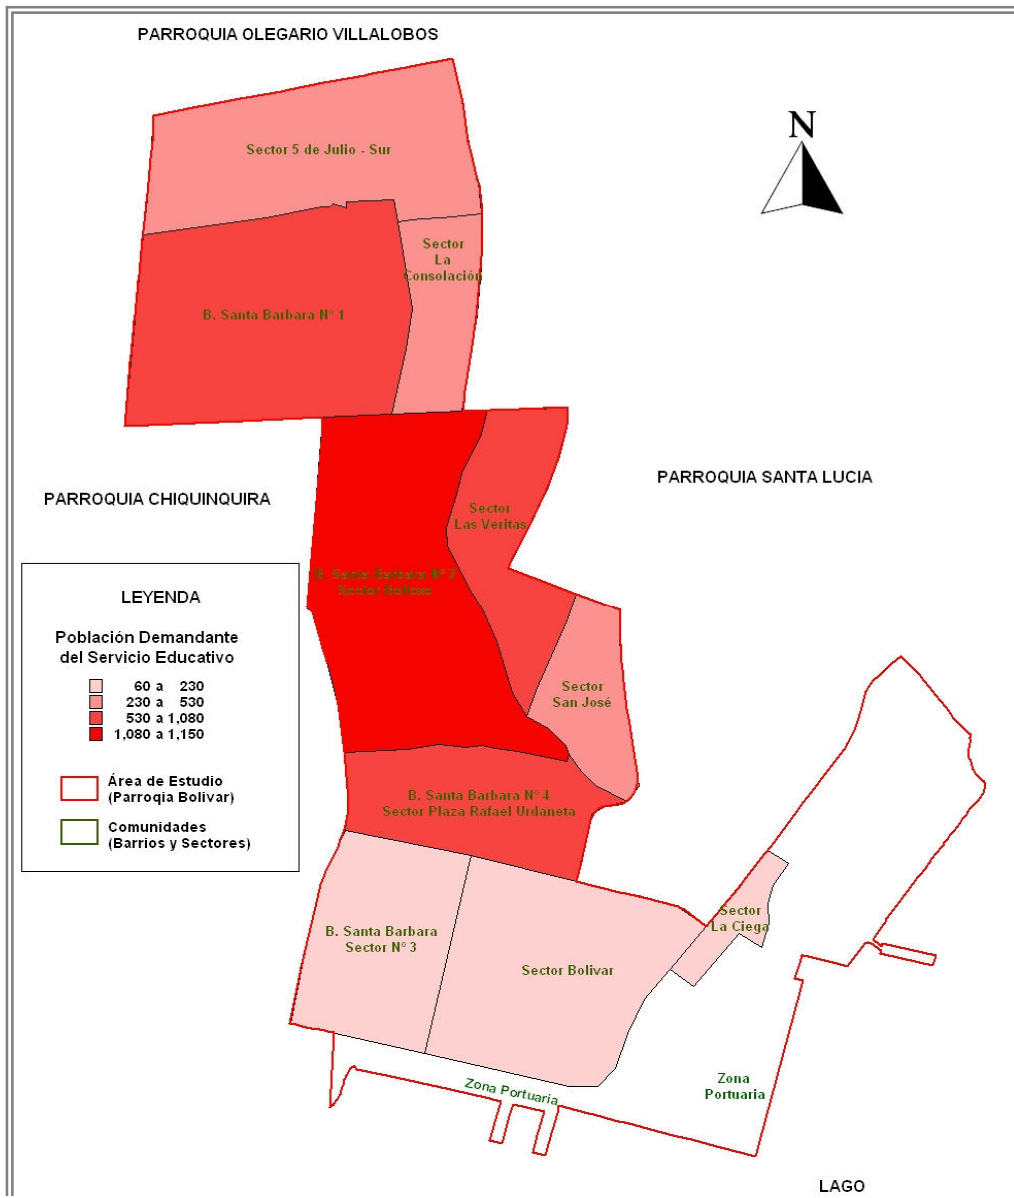 PARROQUIA OLEGARIO VILLALOBOS
N
Sector 5 de Julio - Sur
Sector
La
Consolación
B. Santa Barbara N° 1
PARROQUIA CHIQUINQUIRA
PARROQUIA SANTA LUCIA
Sector
Las Veritas
B. Santa Barbara N°
Sector
LEYENDA
Población Demandante
del Servicio Educativo
60 a 230
230 a 530
530 a 1,080
1,080 a 1,150
Área de Estudio
(Parroqia Bolivar)
Comunidades
(Barrios y Sectores)
Sector
San José
B. Santa Barbara N° 4
Sector Plaza Rafael Urdaneta
B. Santa Barbara
Sector N° 3
Sector Bolivar
Sector
La Ciega
Zona Portuaria
Zona
Portuaria
LAGO